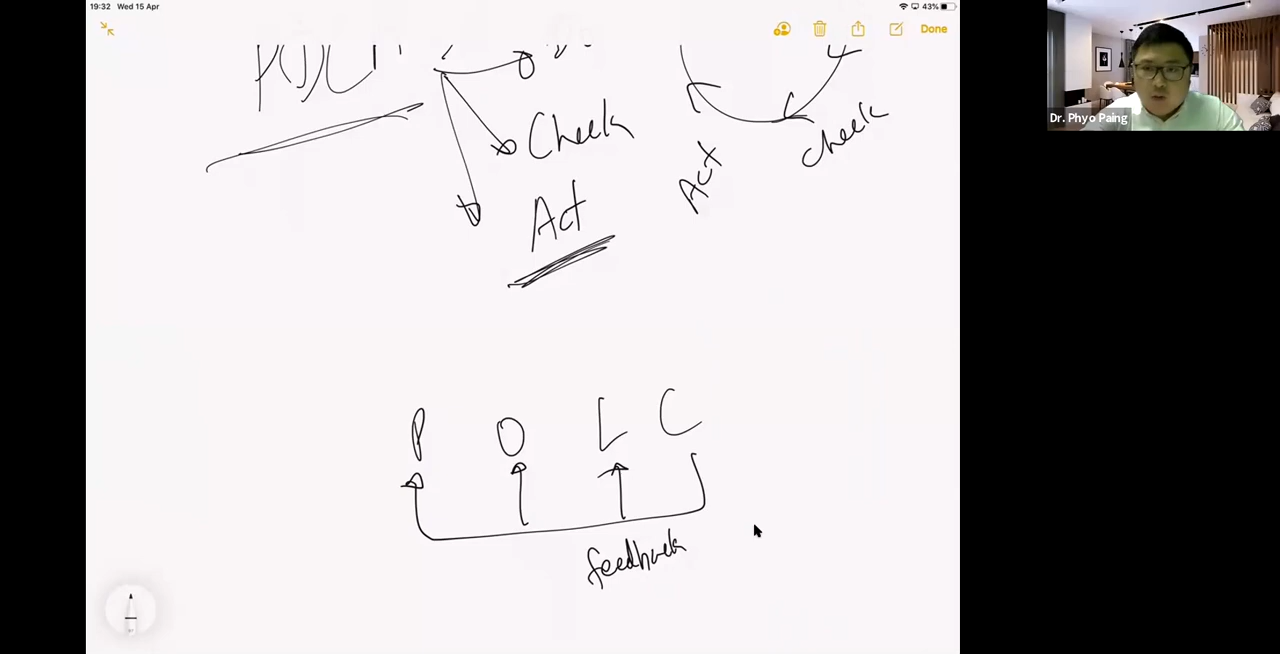 19:32 Wed 15 Apr
43%
Done
PDCA
Check
Act
check
Act
P O L C
feedback
Dr. Phyo Paing